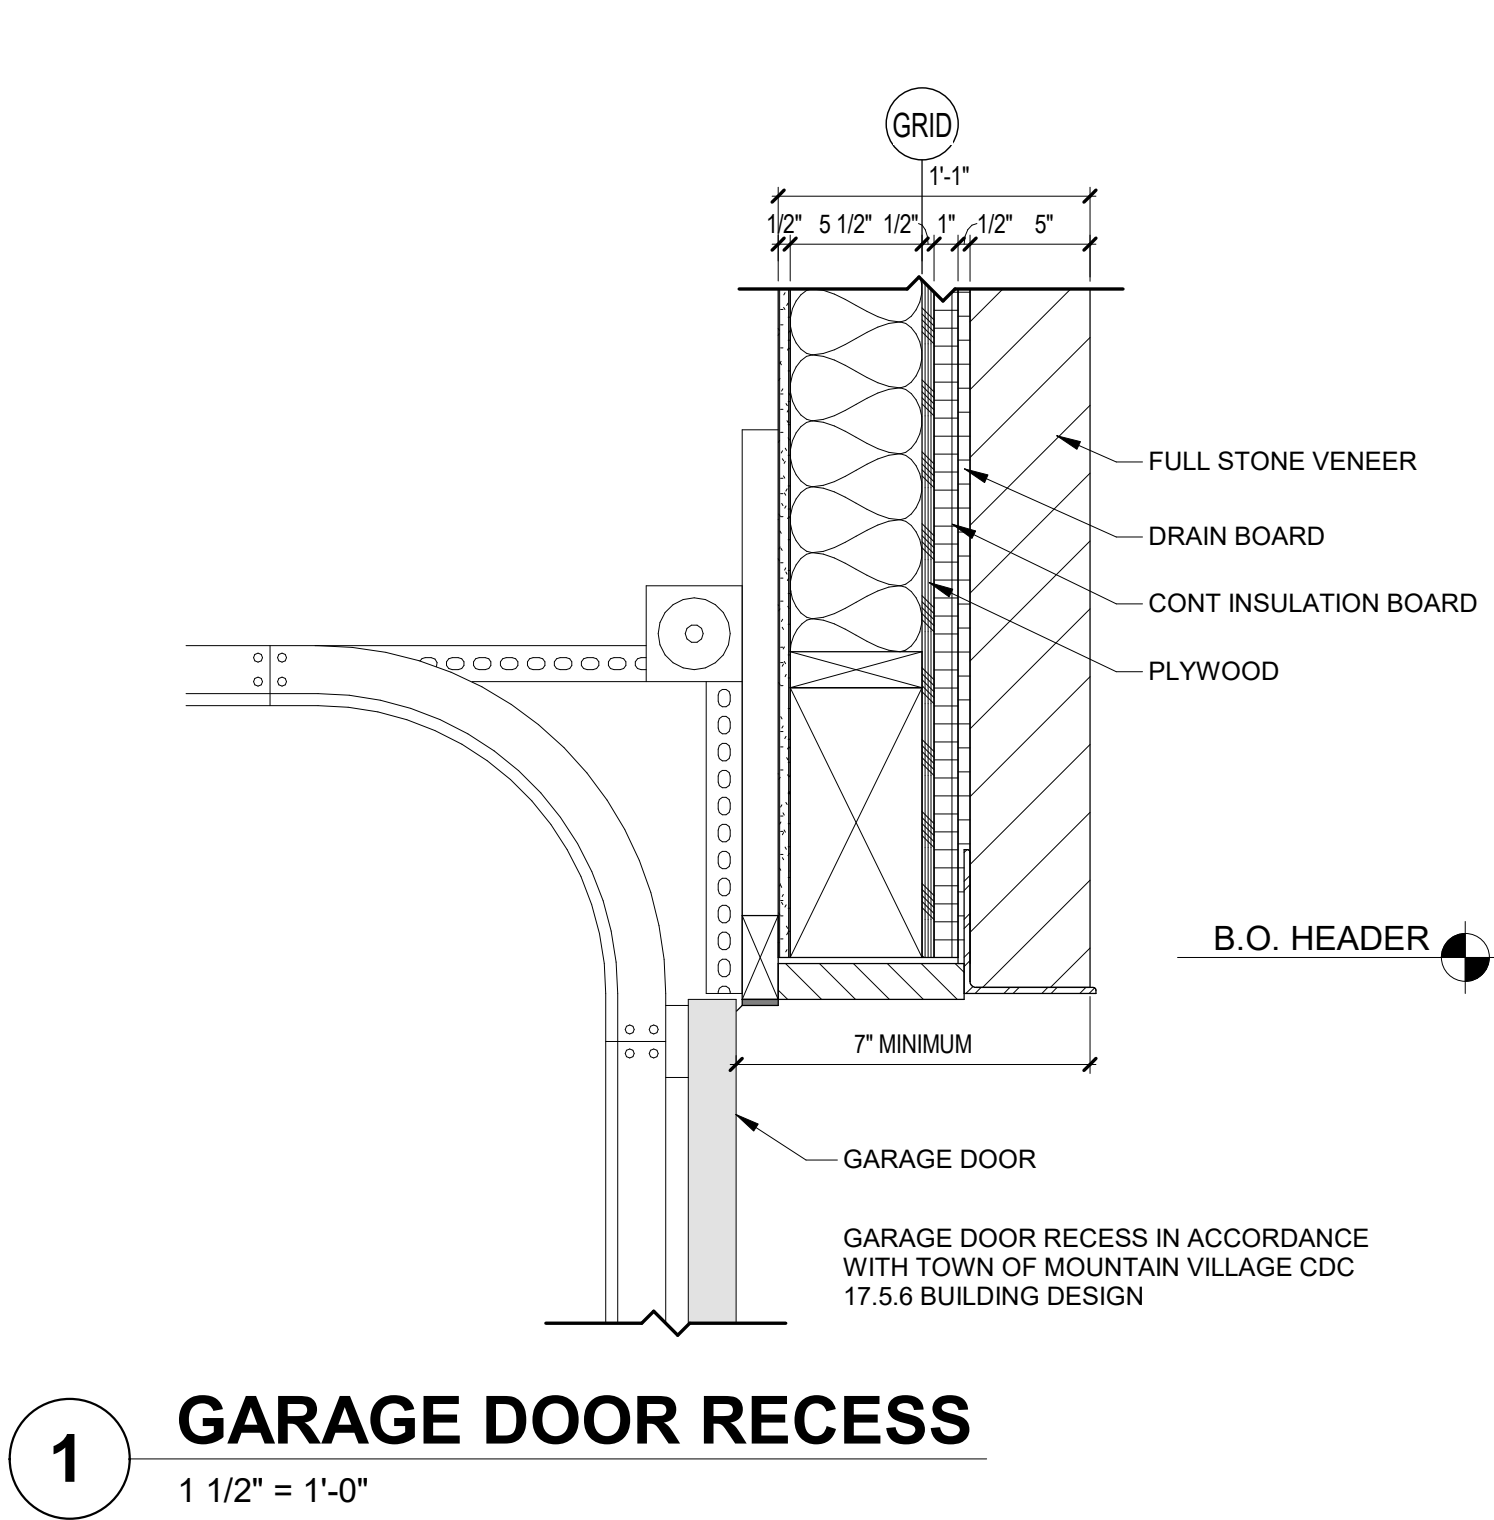 GRID
1'-1"
1/2" 5 1/2" 1/2" 1" 1/2" 5"
FULL STONE VENEER
DRAIN BOARD
CONT INSULATION BOARD
PLYWOOD
B.O. HEADER
7" MINIMUM
GARAGE DOOR
GARAGE DOOR RECESS IN ACCORDANCE
WITH TOWN OF MOUNTAIN VILLAGE CDC
17.5.6 BUILDING DESIGN
1
GARAGE DOOR RECESS
1 1/2" = 1'-0"